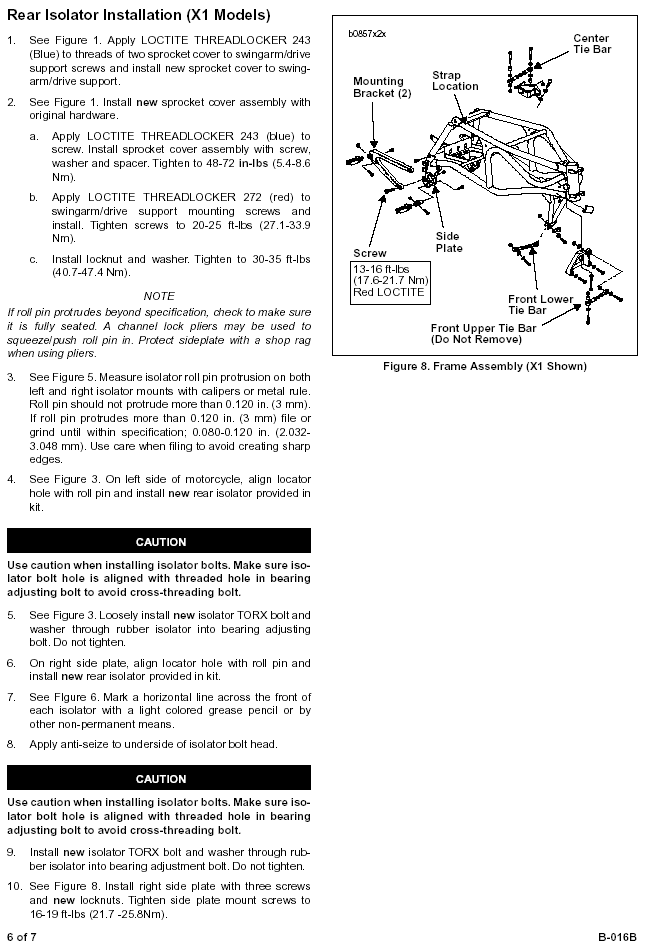 Rear Isolator Installation (X1 Models)
1. See Figure 1. Apply LOCTITE THREADLOCKER 243
(Blue) to threads of two sprocket cover to swingarm/drive
support screws and install new sprocket cover to swing-
arm/drive support.
2. See Figure 1. Install new sprocket cover assembly with
original hardware.
a. Apply LOCTITE THREADLOCKER 243 (blue) to
screw. Install sprocket cover assembly with screw,
washer and spacer. Tighten to 48-72 in-lbs (5.4-8.6
Nm).
b. Apply LOCTITE THREADLOCKER 272 (red) to
swingarm/drive support mounting screws and
install. Tighten screws to 20-25 ft-lbs (27.1-33.9
Nm).
c. Install locknut and washer. Tighten to 30-35 ft-lbs
(40.7-47.4 Nm).
NOTE
If roll pin protrudes beyond specification, check to make sure
it is fully seated. A channel lock pliers may be used to
squeeze/push roll pin in. Protect sideplate with a shop rag
when using pliers.
3. See Figure 5. Measure isolator roll pin protrusion on both
left and right isolator mounts with calipers or metal rule.
Roll pin should not protrude more than 0.120 in. (3 mm).
If roll pin protrudes more than 0.120 in. (3 mm) file or
grind until within specification; 0.080-0.120 in. (2.032-
3.048 mm). Use care when filing to avoid creating sharp
edges.
4. See Figure 3. On left side of motorcycle, align locator
hole with roll pin and install new rear isolator provided in
kit.
CAUTION
Use caution when installing isolator bolts. Make sure iso-
lator bolt hole is aligned with threaded hole in bearing
adjusting bolt to avoid cross-threading bolt.
5. See Figure 3. Loosely install new isolator TORX bolt and
washer through rubber isolator into bearing adjusting
bolt. Do not tighten.
6. On right side plate, align locator hole with roll pin and
install new rear isolator provided in kit.
7. See FIgure 6. Mark a horizontal line across the front of
each isolator with a light colored grease pencil or by
other non-permanent means.
8. Apply anti-seize to underside of isolator bolt head.
CAUTION
Use caution when installing isolator bolts. Make sure iso-
lator bolt hole is aligned with threaded hole in bearing
adjusting bolt to avoid cross-threading bolt.
9. Install new isolator TORX bolt and washer through rub-
ber isolator into bearing adjustment bolt. Do not tighten.
10. See Figure 8. Install right side plate with three screws
and new locknuts. Tighten side plate mount screws to
16-19 ft-lbs (21.7 -25.8Nm).
b0857x2x
Center
Tie Bar
Mounting
Bracket (2)
Strap
Location
Side
Plate
Screw
13-16 ft-lbs
(17.6-21.7 Nm)
Red LOCTITE
Front Lower
Tie Bar
Front Upper Tie Bar
(Do Not Remove)
Figure 8. Frame Assembly (X1 Shown)
6 of 7
B-016B